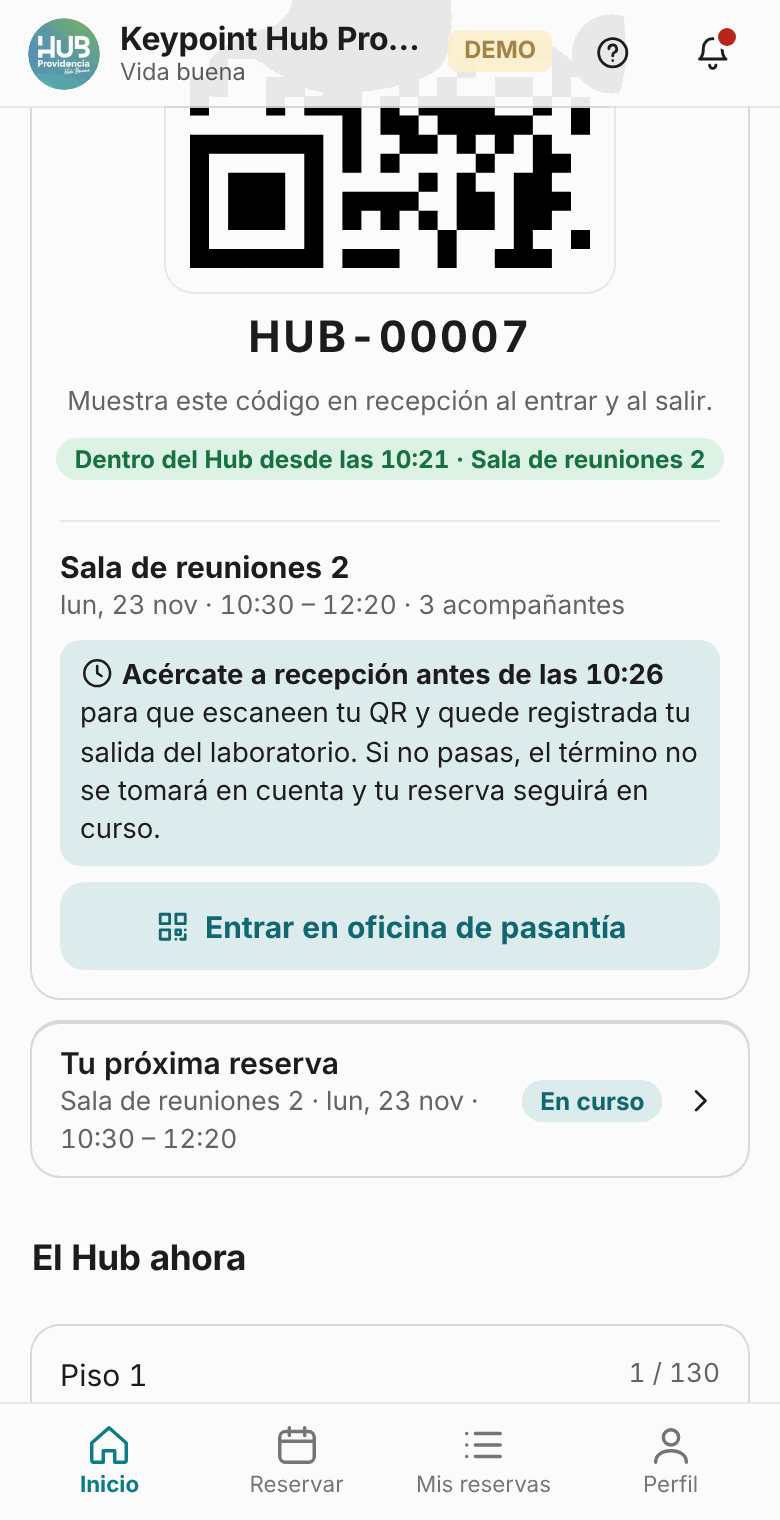 HUB
Providencia
Keypoint Hub Pro...
Vida buena
DEMO
HUB-00007
Muestra este código en recepción al entrar y al salir.
Dentro del Hub desde las 10:21 · Sala de reuniones 2
Sala de reuniones 2
lun, 23 nov · 10:30 – 12:20 · 3 acompañantes
Acércate a recepción antes de las 10:26
para que escaneen tu QR y quede registrada tu
salida del laboratorio. Si no pasas, el término no
se tomará en cuenta y tu reserva seguirá en
curso.
Entrar en oficina de pasantía
Tu próxima reserva
Sala de reuniones 2 · lun, 23 nov ·
10:30 – 12:20
En curso
El Hub ahora
Piso 1
1 / 130
Inicio
Reservar
Mis reservas
Perfil